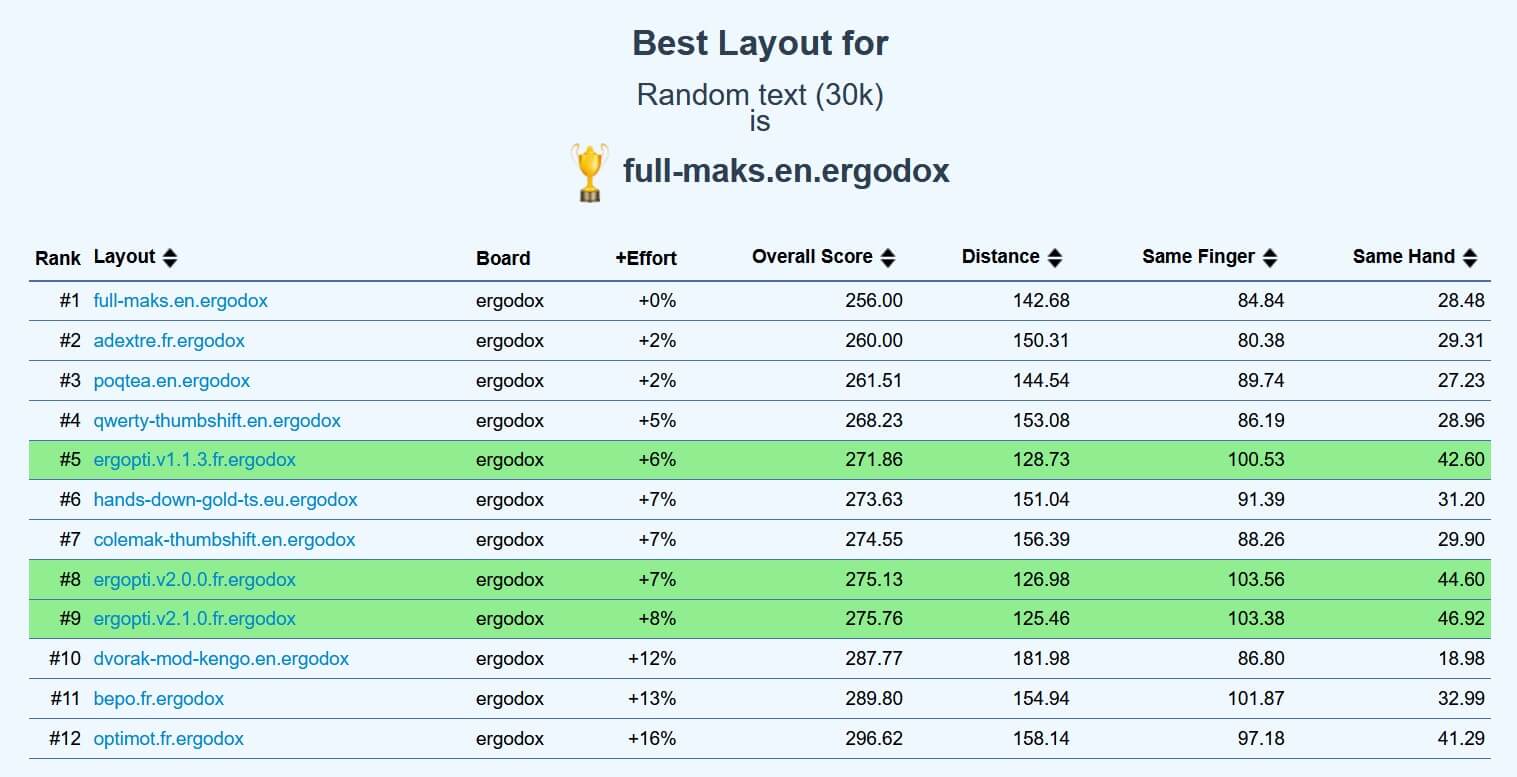 Best Layout for
Random text (30k)
is
full-maks.en.ergodox
Rank Layout Board +Effort Overall Score Distance Same Finger Same Hand
#1 full-maks.en.ergodox ergodox +0% 256.00 142.68 84.84 28.48
#2 adextre.fr.ergodox ergodox +2% 260.00 150.31 80.38 29.31
#3 poqtea.en.ergodox ergodox +2% 261.51 144.54 89.74 27.23
#4 qwerty-thumbshift.en.ergodox ergodox +5% 268.23 153.08 86.19 28.96
#5 ergopti.v1.1.3.fr.ergodox ergodox +6% 271.86 128.73 100.53 42.60
#6 hands-down-gold-ts.eu.ergodox ergodox +7% 273.63 151.04 91.39 31.20
#7 colemak-thumbshift.en.ergodox ergodox +7% 274.55 156.39 88.26 29.90
#8 ergopti.v2.0.0.fr.ergodox ergodox +7% 275.13 126.98 103.56 44.60
#9 ergopti.v2.1.0.fr.ergodox ergodox +8% 275.76 125.46 103.38 46.92
#10 dvorak-mod-kengo.en.ergodox ergodox +12% 287.77 181.98 86.80 18.98
#11 bepo.fr.ergodox ergodox +13% 289.80 154.94 101.87 32.99
#12 optimot.fr.ergodox ergodox +16% 296.62 158.14 97.18 41.29